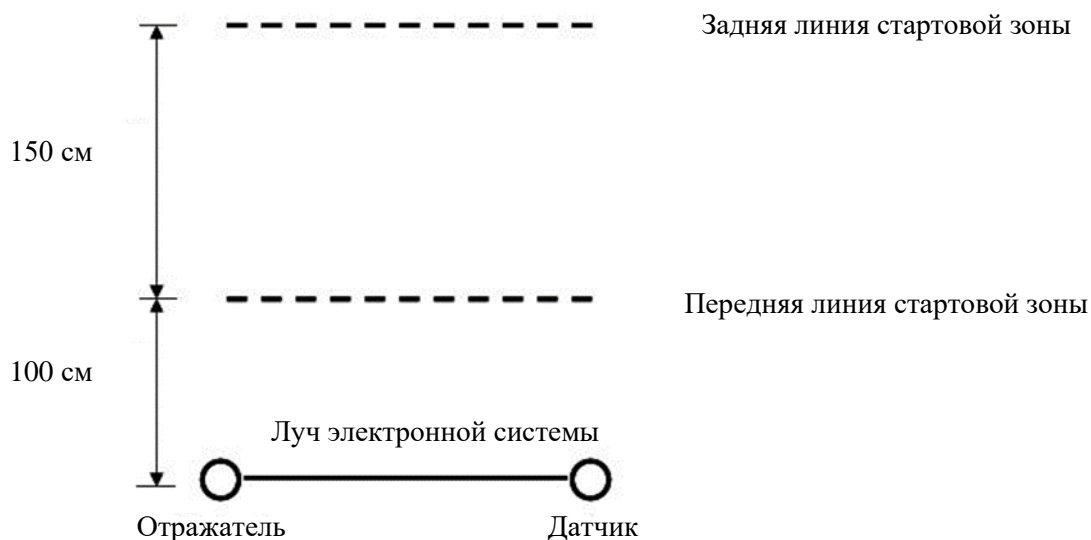 Задняя линия стартовой зоны
150 см
Передняя линия стартовой зоны
100 см
Луч электронной системы
Отражатель
Датчик